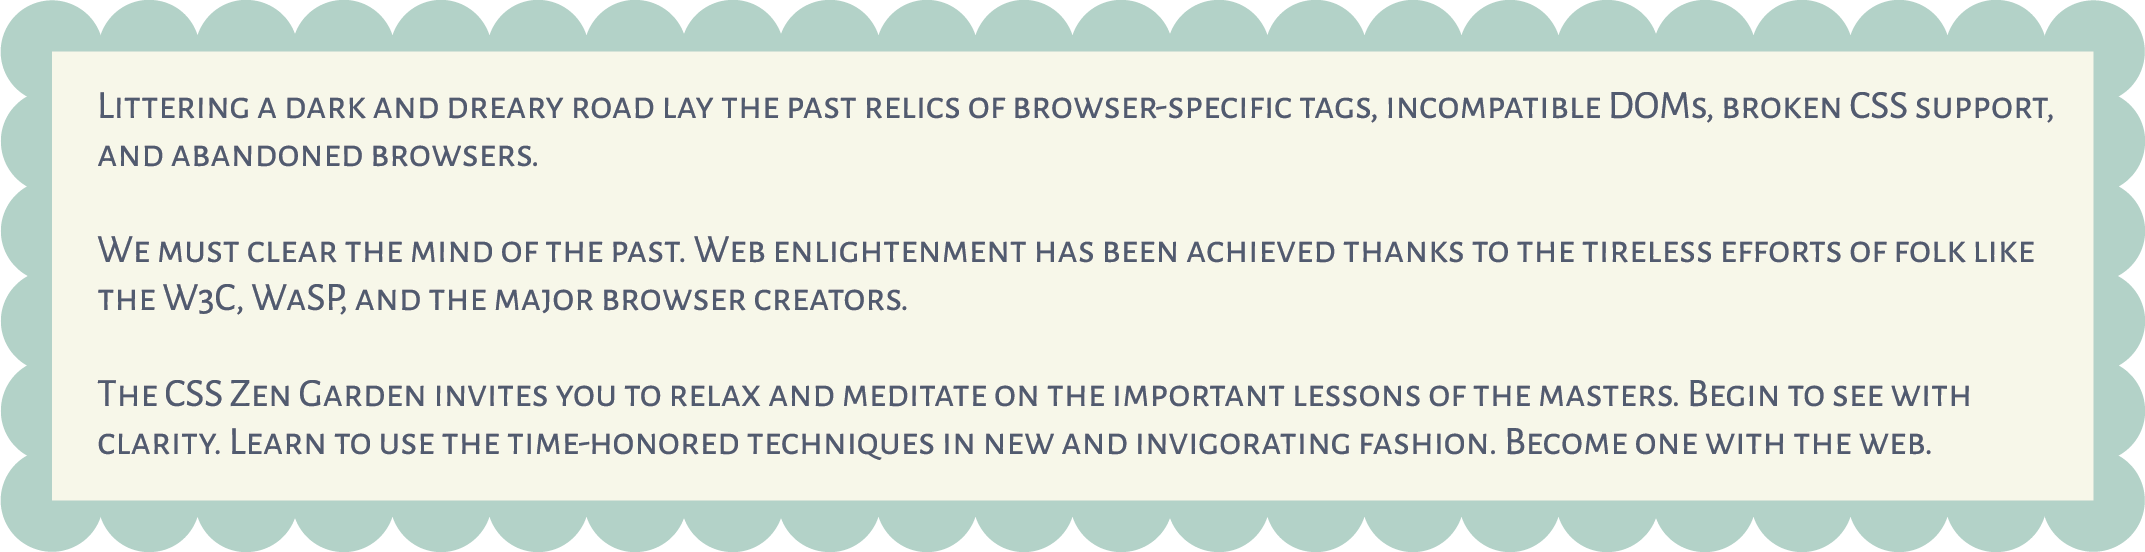 Littering a dark and dreary road lay the past relics of browser-specific tags, incompatible DOMs, broken CSS support,
and abandoned browsers.
We must clear the mind of the past. Web enlightenment has been achieved thanks to the tireless efforts of folk like
the W3C, WaSP, and the major browser creators.
The CSS Zen Garden invites you to relax and meditate on the important lessons of the masters. Begin to see with
clarity. Learn to use the time-honored techniques in new and invigorating fashion. Become one with the web.